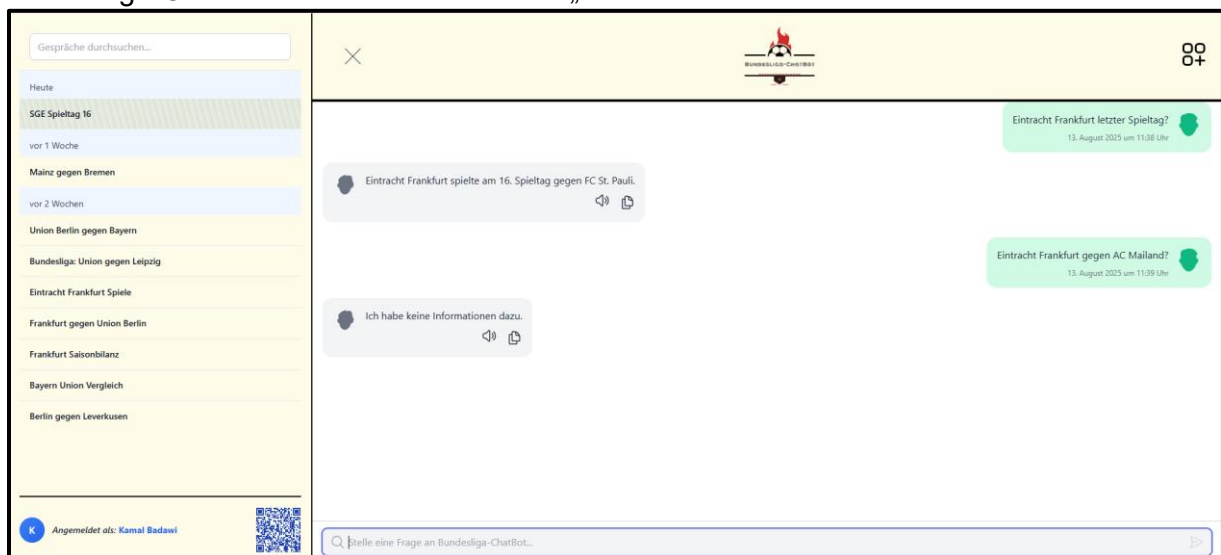 Gespräche durchsuchen...
Heute
SGE Spieltag 16
vor 1 Woche
Mainz gegen Bremen
vor 2 Wochen
Union Berlin gegen Bayern
Bundesliga: Union gegen Leipzig
Eintracht Frankfurt Spiele
Frankfurt gegen Union Berlin
Frankfurt Saisonbilanz
Bayern Union Vergleich
Berlin gegen Leverkusen
K
Angemeldet als: Kamal Badawi
BUNDESLIGA-CHATBOT
Eintracht Frankfurt letzter Spieltag?
13. August 2025 um 11:38 Uhr
Eintracht Frankfurt spielte am 16. Spieltag gegen FC St. Pauli.
Eintracht Frankfurt gegen AC Mailand?
13. August 2025 um 11:39 Uhr
Ich habe keine Informationen dazu.
Stelle eine Frage an Bundesliga-ChatBot...